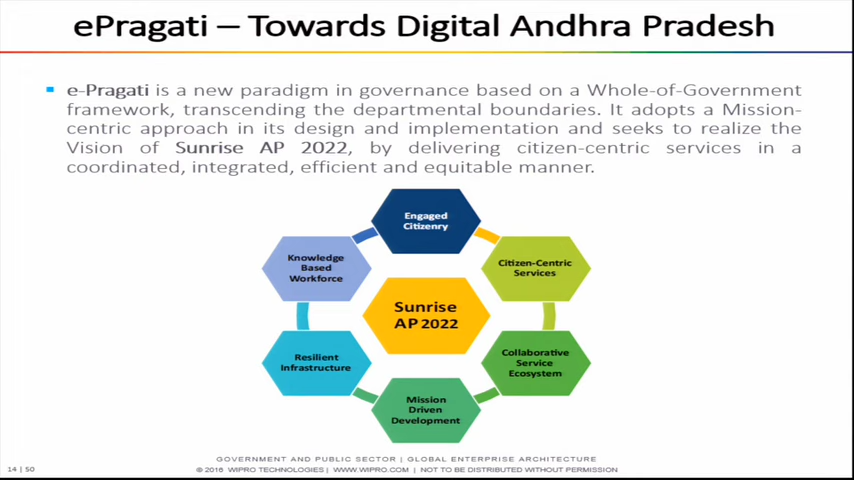 ePragati – Towards Digital Andhra Pradesh
e-Pragati is a new paradigm in governance based on a Whole-of-Government
framework, transcending the departmental boundaries. It adopts a Mission-
centric approach in its design and implementation and seeks to realize the
Vision of Sunrise AP 2022, by delivering citizen-centric services in a
coordinated, integrated, efficient and equitable manner.
Engaged
Citizenry
Citizen-Centric
Services
Collaborative
Service
Ecosystem
Mission
Driven
Development
Resilient
Infrastructure
Knowledge
Based
Workforce
Sunrise
AP 2022
GOVERNMENT AND PUBLIC SECTOR | GLOBAL ENTERPRISE ARCHITECTURE
14 | 50
© 2016 WIPRO TECHNOLOGIES | WWW.WIPRO.COM | NOT TO BE DISTRIBUTED WITHOUT PERMISSION